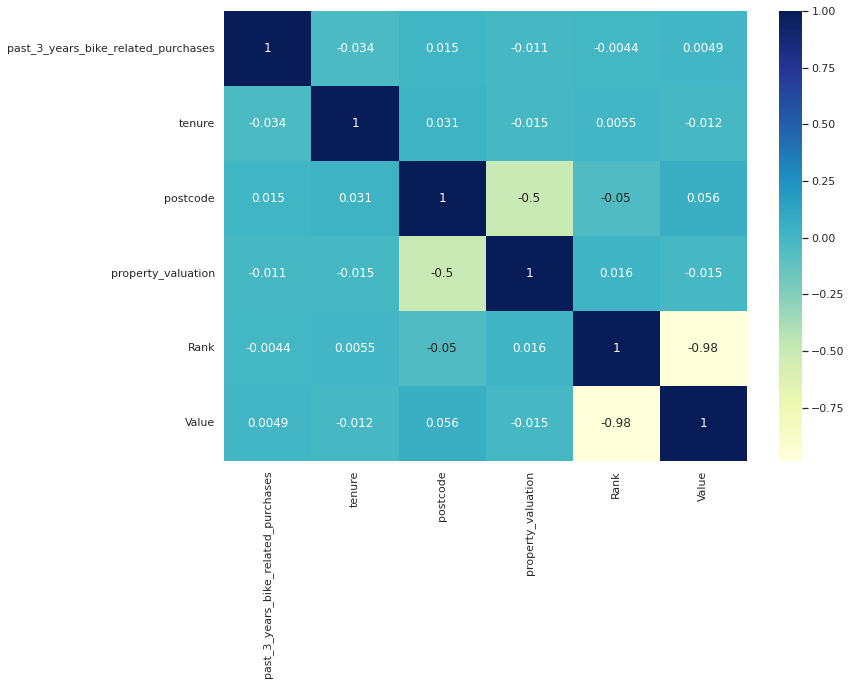 past_3_years_bike_related_purchases 1 -0.034 0.015 -0.011 -0.0044 0.0049
tenure -0.034 1 0.031 -0.015 0.0055 -0.012
postcode 0.015 0.031 1 -0.5 -0.05 0.056
property_valuation -0.011 -0.015 -0.5 1 0.016 -0.015
Rank -0.0044 0.0055 -0.05 0.016 1 -0.98
Value 0.0049 -0.012 0.056 -0.015 -0.98 1
past_3_years_bike_related_purchases
tenure
postcode
property_valuation
Rank
Value
1.00
0.75
0.50
0.25
0.00
−0.25
−0.50
−0.75